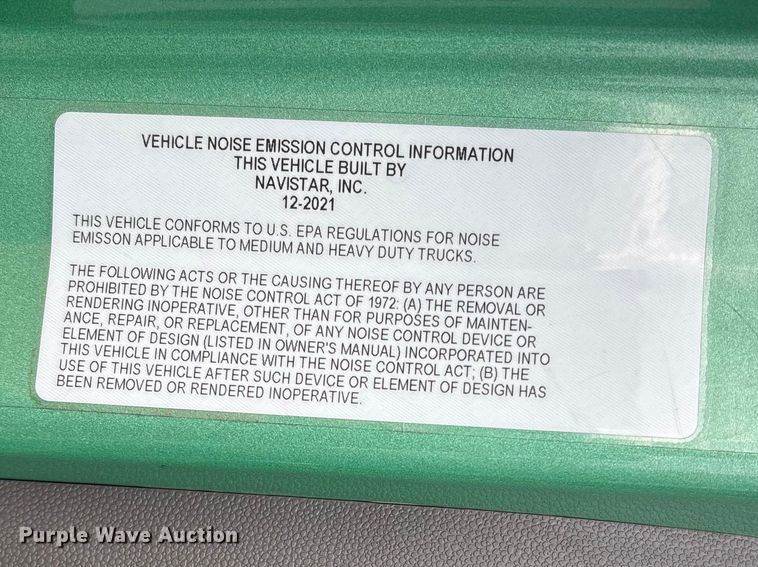 VEHICLE NOISE EMISSION CONTROL INFORMATION
THIS VEHICLE BUILT BY
NAVISTAR, INC.
12-2021
THIS VEHICLE CONFORMS TO U.S. EPA REGULATIONS FOR NOISE
EMISSON APPLICABLE TO MEDIUM AND HEAVY DUTY TRUCKS.
THE FOLLOWING ACTS OR THE CAUSING THEREOF BY ANY PERSON ARE
PROHIBITED BY THE NOISE CONTROL ACT OF 1972: (A) THE REMOVAL OR
RENDERING INOPERATIVE, OTHER THAN FOR PURPOSES OF MAINTEN-
ANCE, REPAIR, OR REPLACEMENT, OF ANY NOISE CONTROL DEVICE OR
ELEMENT OF DESIGN (LISTED IN OWNER'S MANUAL) INCORPORATED INTO
THIS VEHICLE IN COMPLIANCE WITH THE NOISE CONTROL ACT; (B) THE
USE OF THIS VEHICLE AFTER SUCH DEVICE OR ELEMENT OF DESIGN HAS
BEEN REMOVED OR RENDERED INOPERATIVE.
Purple Wave Auction